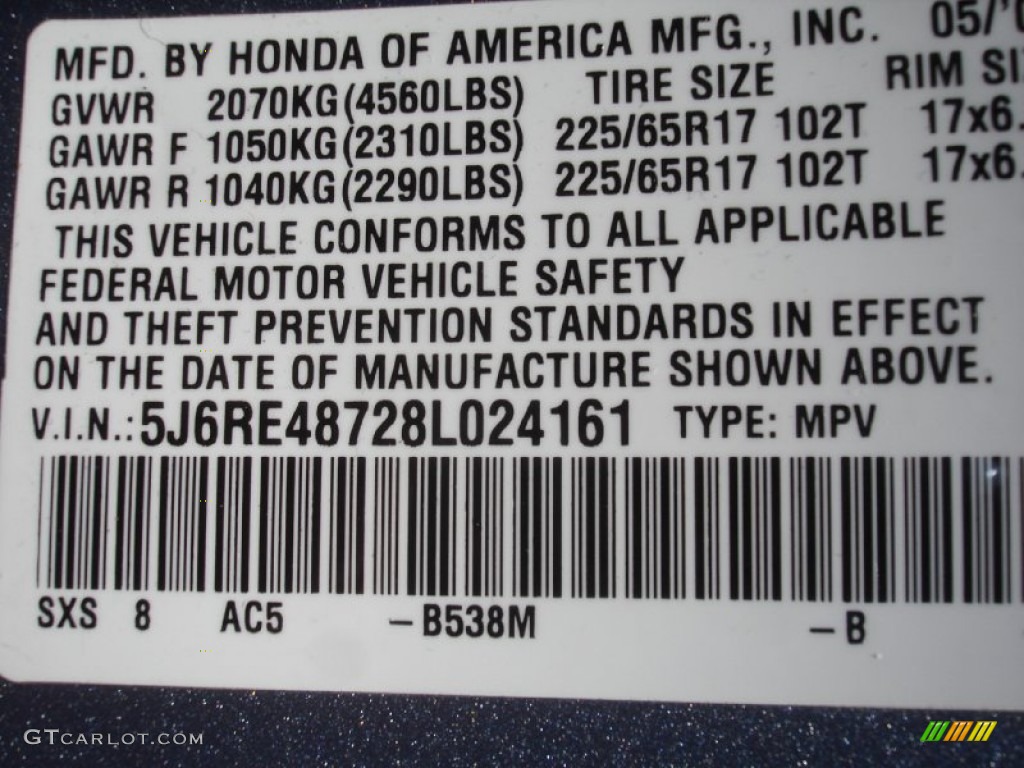 MFD. BY HONDA OF AMERICA MFG., INC. 05/'0
GVWR 2070KG(4560LBS) TIRE SIZE RIM SI
GAWR F 1050KG(2310LBS) 225/65R17 102T 17x6.
GAWR R 1040KG(2290LBS) 225/65R17 102T 17x6.
THIS VEHICLE CONFORMS TO ALL APPLICABLE
FEDERAL MOTOR VEHICLE SAFETY
AND THEFT PREVENTION STANDARDS IN EFFECT
ON THE DATE OF MANUFACTURE SHOWN ABOVE.
V.I.N.: 5J6RE48728L024161 TYPE: MPV
SXS 8 AC5 – B538M – B
GTCARLOT.COM